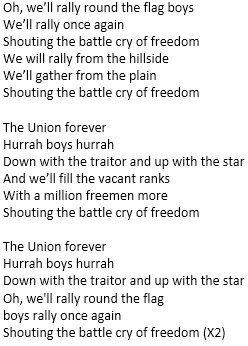 Oh, we’ll rally round the flag boys
We’ll rally once again
Shouting the battle cry of freedom
We will rally from the hillside
We’ll gather from the plain
Shouting the battle cry of freedom

The Union forever
Hurrah boys hurrah
Down with the traitor and up with the star
And we’ll fill the vacant ranks
With a million freemen more
Shouting the battle cry of freedom

The Union forever
Hurrah boys hurrah
Down with the traitor and up with the star
Oh, we'll rally round the flag
boys rally once again
Shouting the battle cry of freedom (X2)